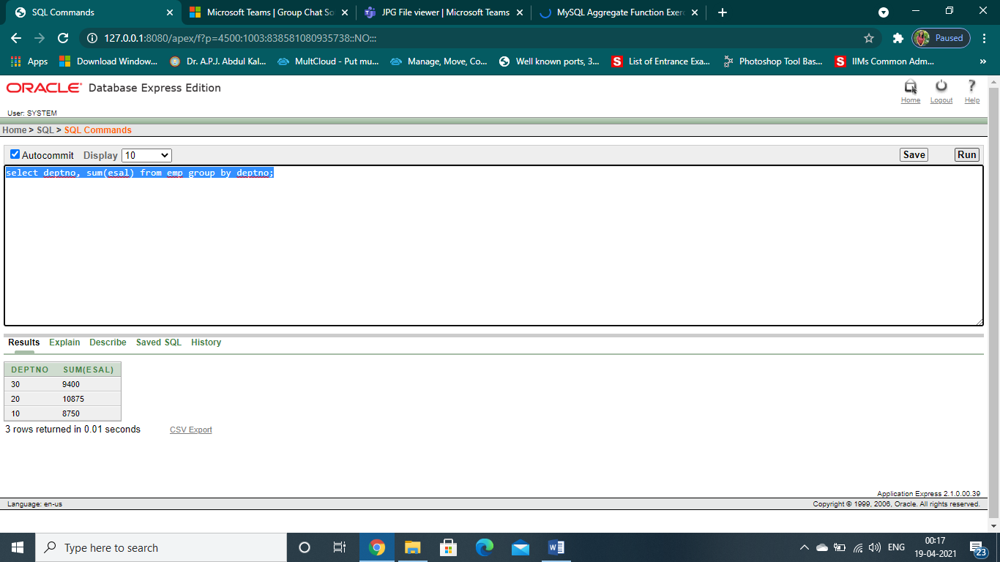 SQL Commands
Microsoft Teams | Group Chat So
JPG File viewer | Microsoft Teams
MySQL Aggregate Function Exerc
127.0.0.1:8080/apex/f?p=4500:1003:838581080935738::NO:::
Paused
Apps
Download Window...
Dr. A.P.J. Abdul Kal...
MultCloud - Put mu...
Manage, Move, Co...
Well known ports, 3...
S List of Entrance Exa...
Photoshop Tool Bas...
S IIMs Common Adm...
»
ORACLE Database Express Edition
Home
Logout
Help
User: SYSTEM
Home > SQL > SQL Commands
Autocommit Display 10
Save
Run
select deptno, sum(esal) from emp group by deptno;
Results Explain Describe Saved SQL History
DEPTNO SUM(ESAL)
30 9400
20 10875
10 8750
3 rows returned in 0.01 seconds CSV Export
Application Express 2.1.0.00.39
Language: en-us Copyright © 1999, 2006, Oracle. All rights reserved.
Type here to search
ENG
00:17
19-04-2021
23